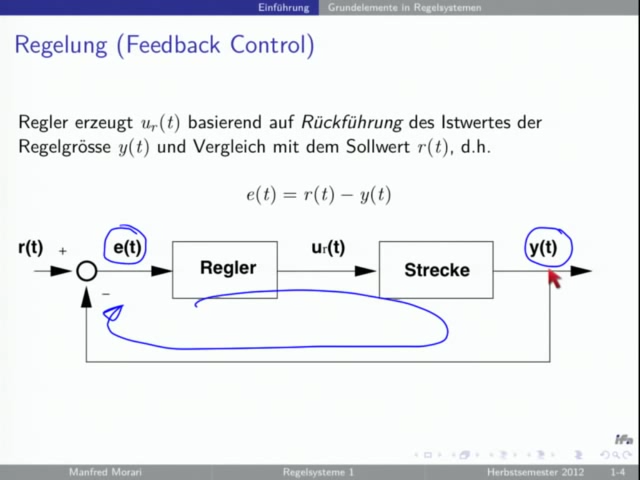 Einführung Grundelemente in Regelsystemen
Regelung (Feedback Control)
Regler erzeugt u_r(t) basierend auf Rückführung des Istwertes der
Regelgrösse y(t) und Vergleich mit dem Sollwert r(t), d.h.
e(t) = r(t) − y(t)
r(t) + e(t) Regler ur(t) Strecke y(t)
−
Manfred Morari Regelsysteme 1 Herbstsemester 2012 1-4